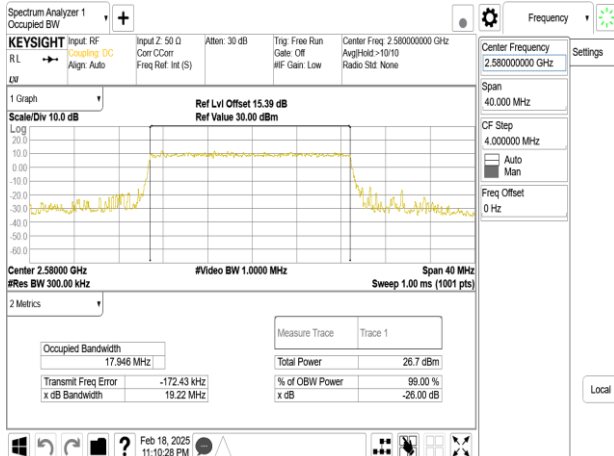 Spectrum Analyzer 1
Occupied BW
+
KEYSIGHT
RL
LXI
Input: RF
Coupling: DC
Align: Auto
Input Z: 50 Ω
Corr CCorr
Freq Ref: Int (S)
Atten: 30 dB
Trig: Free Run
Gate: Off
#IF Gain: Low
Center Freq: 2.580000000 GHz
Avg|Hold:>10/10
Radio Std: None
1 Graph
Scale/Div 10.0 dB
Ref Lvl Offset 15.39 dB
Ref Value 30.00 dBm
Log
20.0
10.0
0.00
-10.0
-20.0
-30.0
-40.0
-50.0
-60.0
Center 2.58000 GHz
#Res BW 300.00 kHz
#Video BW 1.0000 MHz
Span 40 MHz
Sweep 1.00 ms (1001 pts)
2 Metrics
Occupied Bandwidth
17.946 MHz
Transmit Freq Error -172.43 kHz
x dB Bandwidth 19.22 MHz
Measure Trace Trace 1
Total Power 26.7 dBm
% of OBW Power 99.00 %
x dB -26.00 dB
Feb 18, 2025
11:10:28 PM
?
Frequency
Center Frequency
2.580000000 GHz
Span
40.000 MHz
CF Step
4.000000 MHz
Auto
Man
Freq Offset
0 Hz
Settings
Local